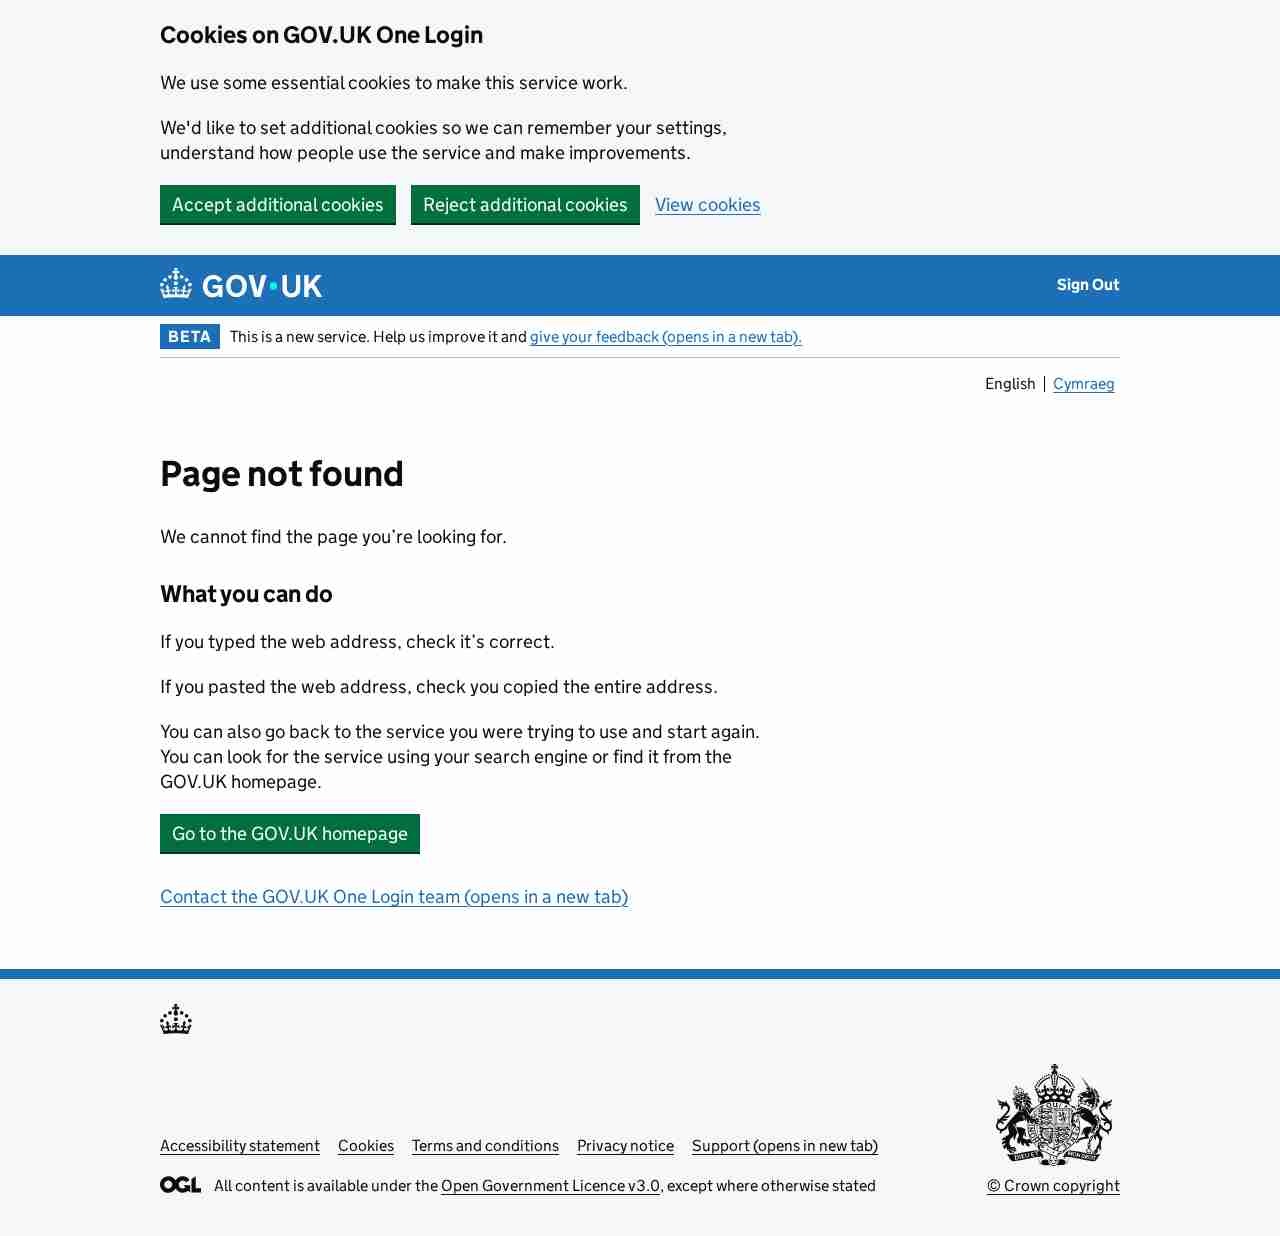 Cookies on GOV.UK One Login
We use some essential cookies to make this service work.
We'd like to set additional cookies so we can remember your settings,
understand how people use the service and make improvements.
Accept additional cookies
Reject additional cookies
View cookies
GOV.UK
Sign Out
BETA
This is a new service. Help us improve it and give your feedback (opens in a new tab).
English
Cymraeg
Page not found
We cannot find the page you’re looking for.
What you can do
If you typed the web address, check it’s correct.
If you pasted the web address, check you copied the entire address.
You can also go back to the service you were trying to use and start again.
You can look for the service using your search engine or find it from the
GOV.UK homepage.
Go to the GOV.UK homepage
Contact the GOV.UK One Login team (opens in a new tab)
Accessibility statement
Cookies
Terms and conditions
Privacy notice
Support (opens in new tab)
OGL
All content is available under the Open Government Licence v3.0, except where otherwise stated
© Crown copyright